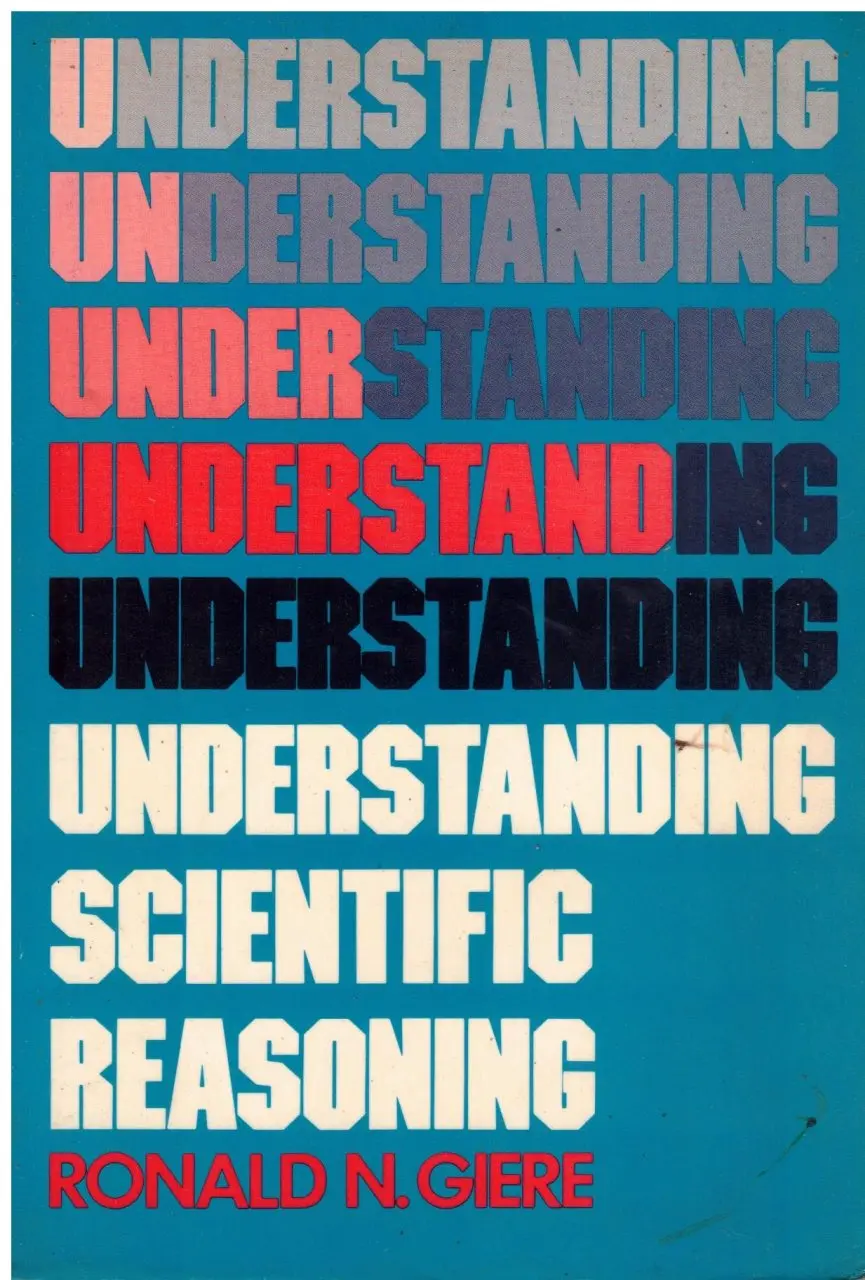 UNDERSTANDING
UNDERSTANDING
UNDERSTANDING
UNDERSTANDING
UNDERSTANDING
UNDERSTANDING
SCIENTIFIC
REASONING
RONALD N. GIERE